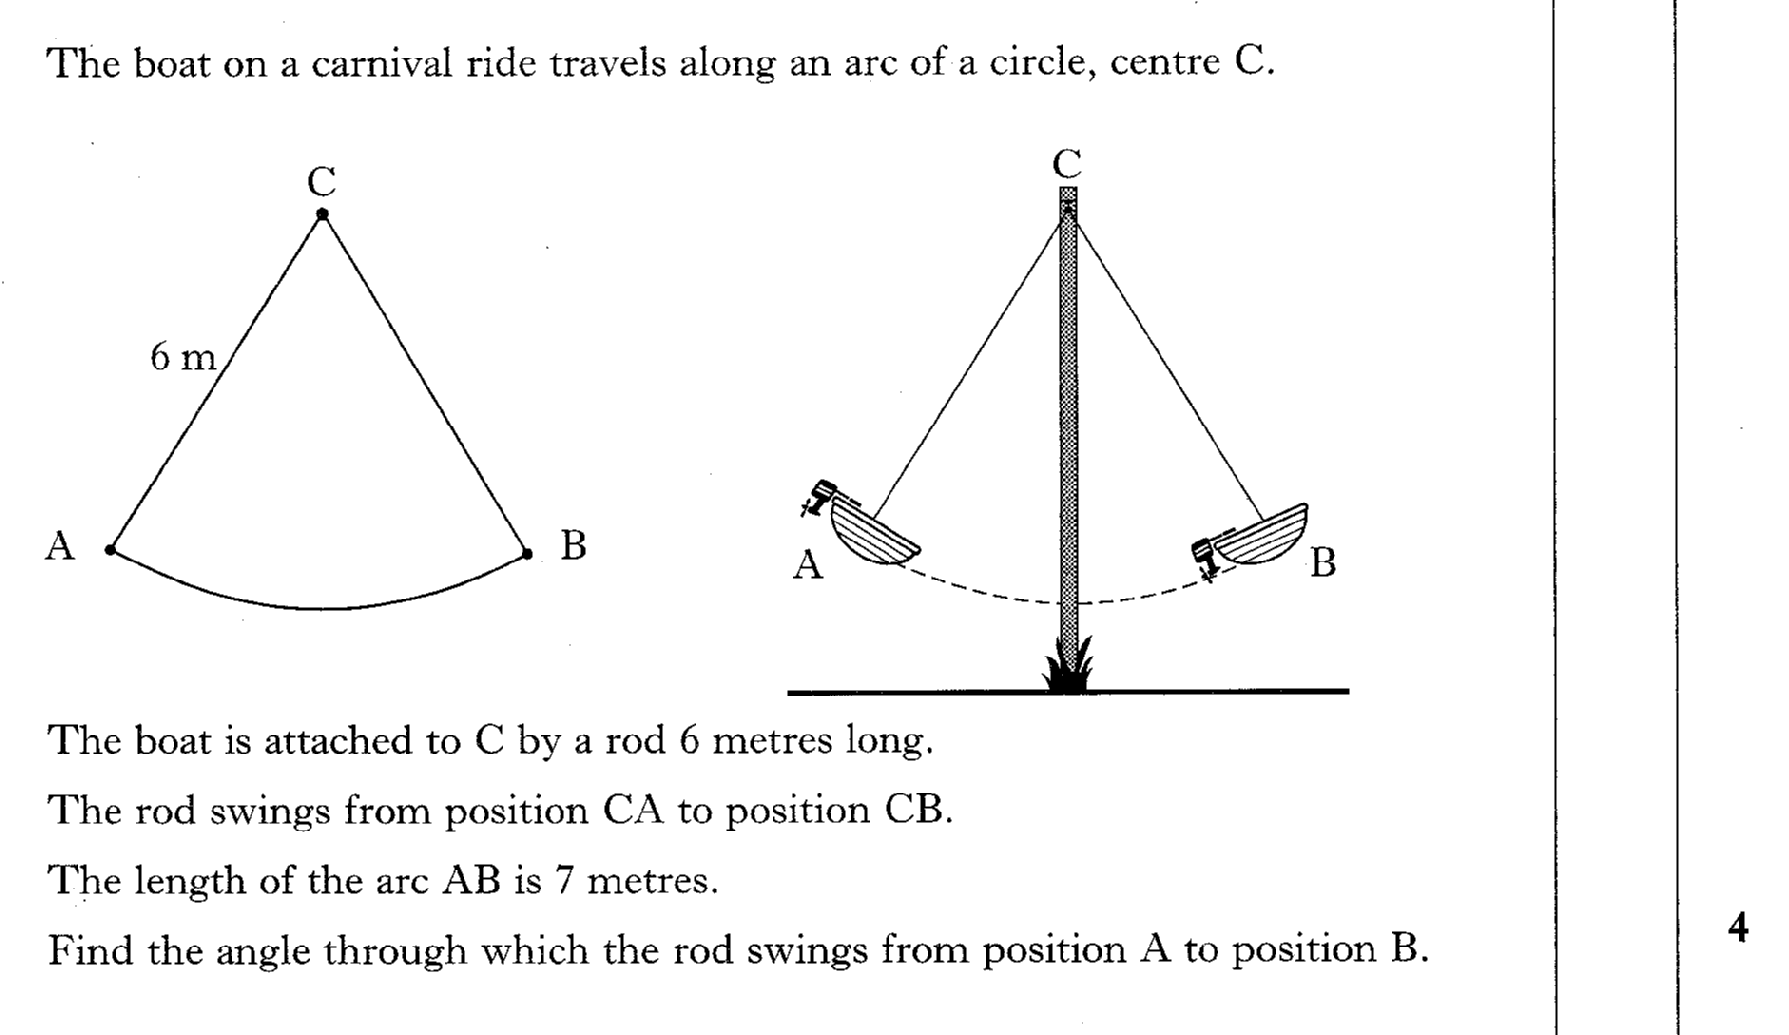 The boat on a carnival ride travels along an arc of a circle, centre C.
C
C
6 m
A
B
A
B
The boat is attached to C by a rod 6 metres long.
The rod swings from position CA to position CB.
The length of the arc AB is 7 metres.
Find the angle through which the rod swings from position A to position B.
4